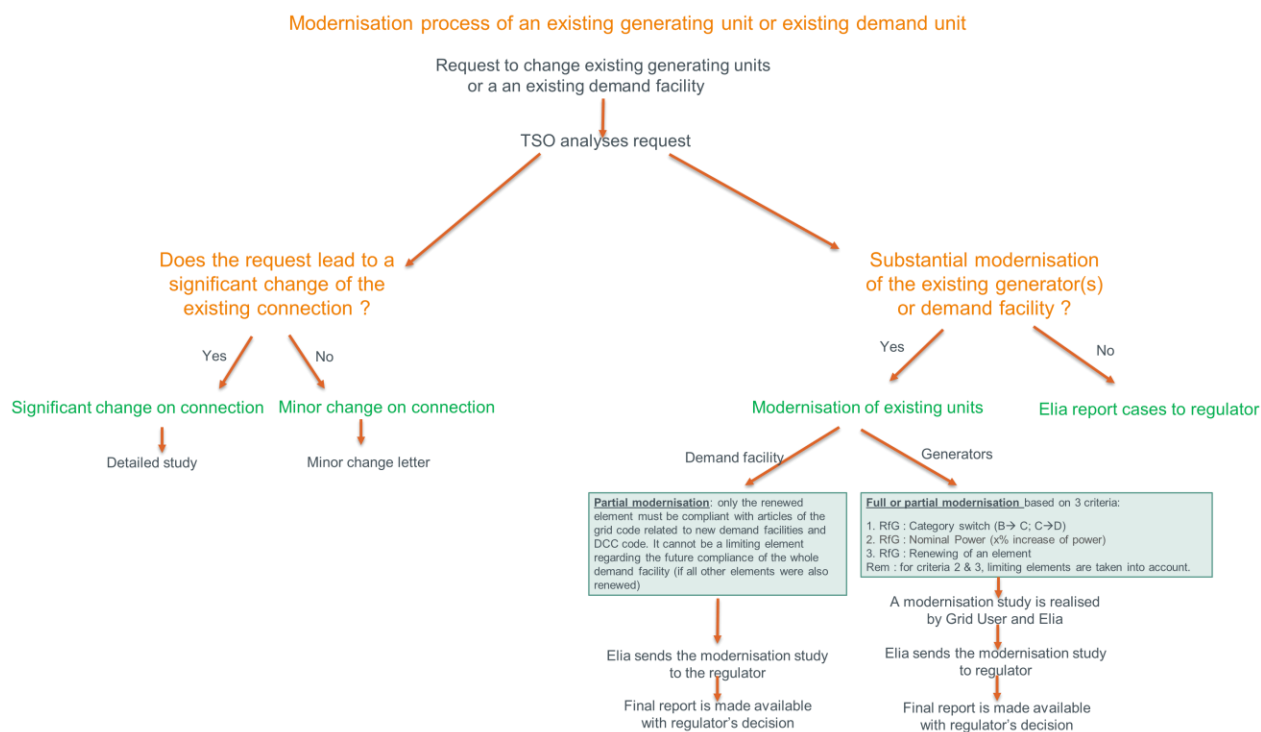 Modernisation process of an existing generating unit or existing demand unit
Request to change existing generating units
or a an existing demand facility
TSO analyses request
Does the request lead to a
significant change of the
existing connection ?
Substantial modernisation
of the existing generator(s)
or demand facility ?
Yes
No
Yes
No
Significant change on connection
Minor change on connection
Modernisation of existing units
Elia report cases to regulator
Detailed study
Minor change letter
Demand facility
Generators
Partial modernisation: only the renewed
element must be compliant with articles of the
grid code related to new demand facilities and
DCC code. It cannot be a limiting element
regarding the future compliance of the whole
demand facility (if all other elements were also
renewed)
Full or partial modernisation based on 3 criteria:
1. RfG : Category switch (B→ C; C→D)
2. RfG : Nominal Power (x% increase of power)
3. RfG : Renewing of an element
Rem : for criteria 2 & 3, limiting elements are taken into account.
A modernisation study is realised
by Grid User and Elia
Elia sends the modernisation study
to the regulator
Elia sends the modernisation study
to regulator
Final report is made available
with regulator's decision
Final report is made available
with regulator's decision